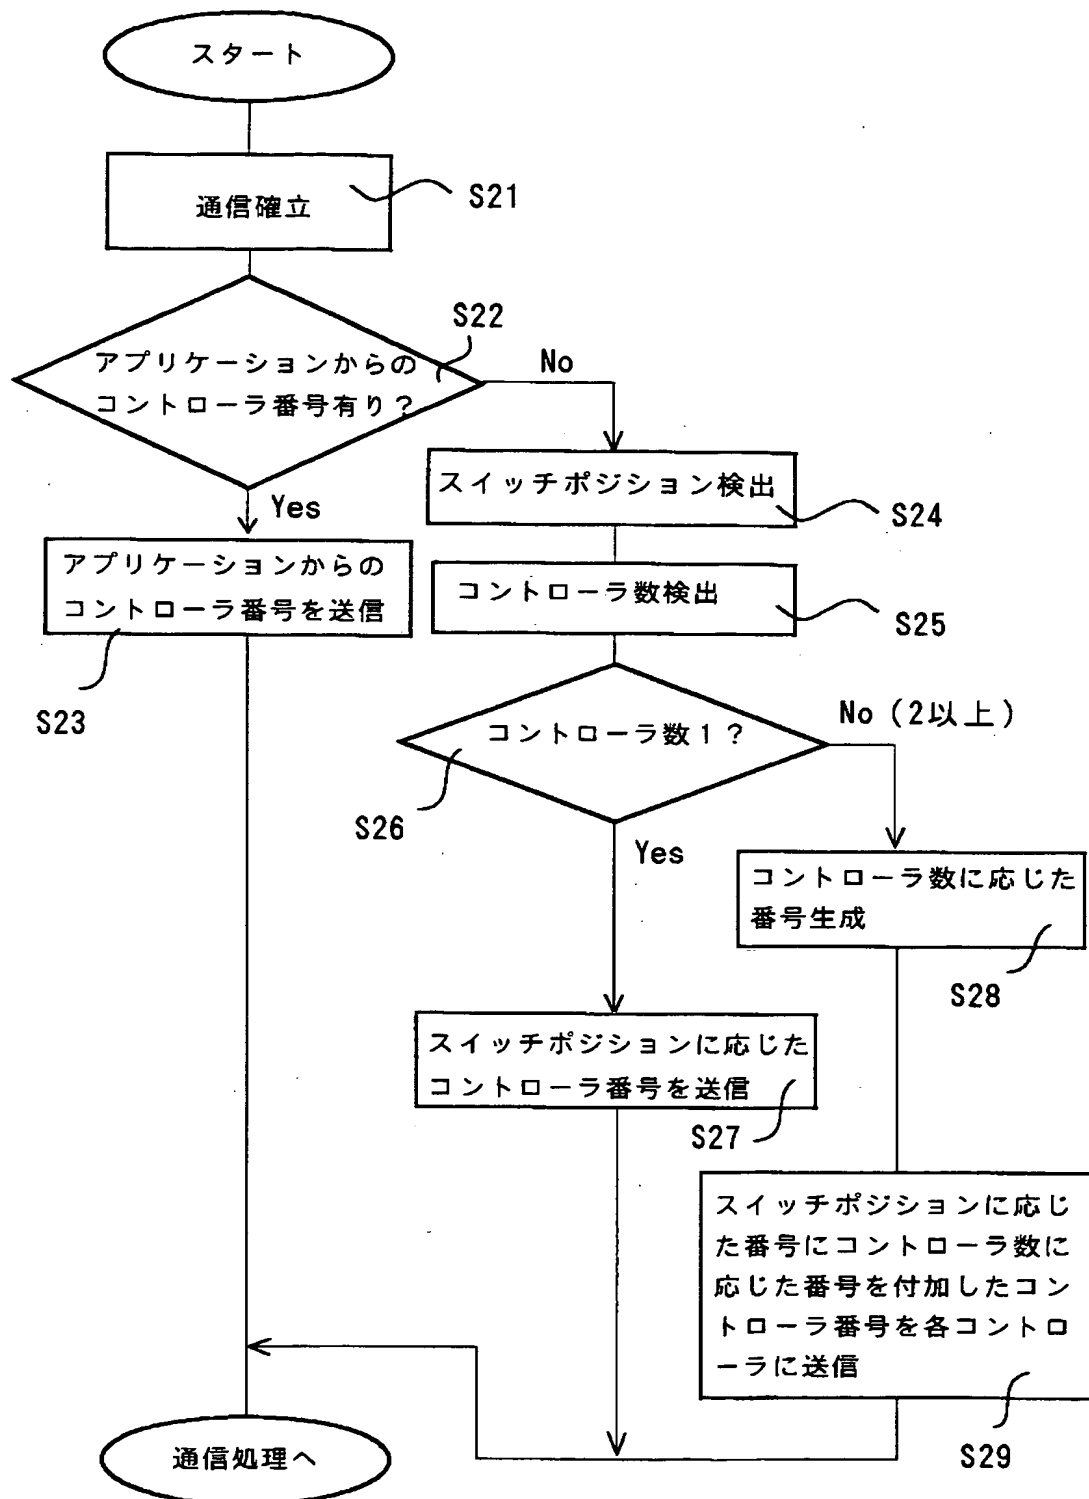 スタート
通信確立
S21
S22
アプリケーションからの
コントローラ番号有り？
No
Yes
スイッチポジション検出
S24
アプリケーションからの
コントローラ番号を送信
S23
コントローラ数検出
S25
コントローラ数１？
No（2以上）
S26
Yes
コントローラ数に応じた
番号生成
S28
スイッチポジションに応じた
コントローラ番号を送信
S27
スイッチポジションに応じ
た番号にコントローラ数に
応じた番号を付加したコン
トローラ番号を各コントロ
ーラに送信
S29
通信処理へ